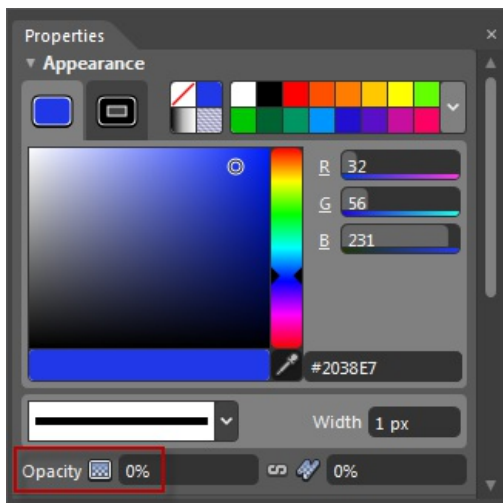 Properties
Appearance
R 32
G 56
B 231
#2038E7
Width 1 px
Opacity 0% 0%